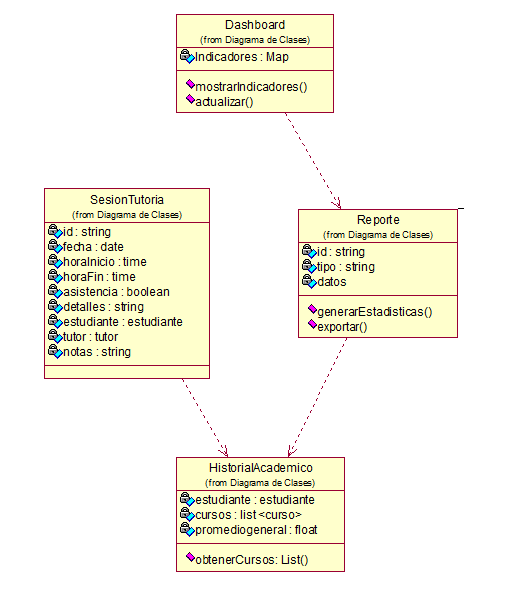 Dashboard
(from Diagrama de Clases)
Indicadores : Map
mostrarIndicadores()
actualizar()
SesionTutoria
(from Diagrama de Clases)
id : string
fecha : date
horaInicio : time
horaFin : time
asistencia : boolean
detalles : string
estudiante : estudiante
tutor : tutor
notas : string
Reporte
(from Diagrama de Clases)
id : string
tipo : string
datos
generarEstadisticas()
exportar()
HistorialAcademico
(from Diagrama de Clases)
estudiante : estudiante
cursos : list <curso>
promediogeneral : float
obtenerCursos: List()